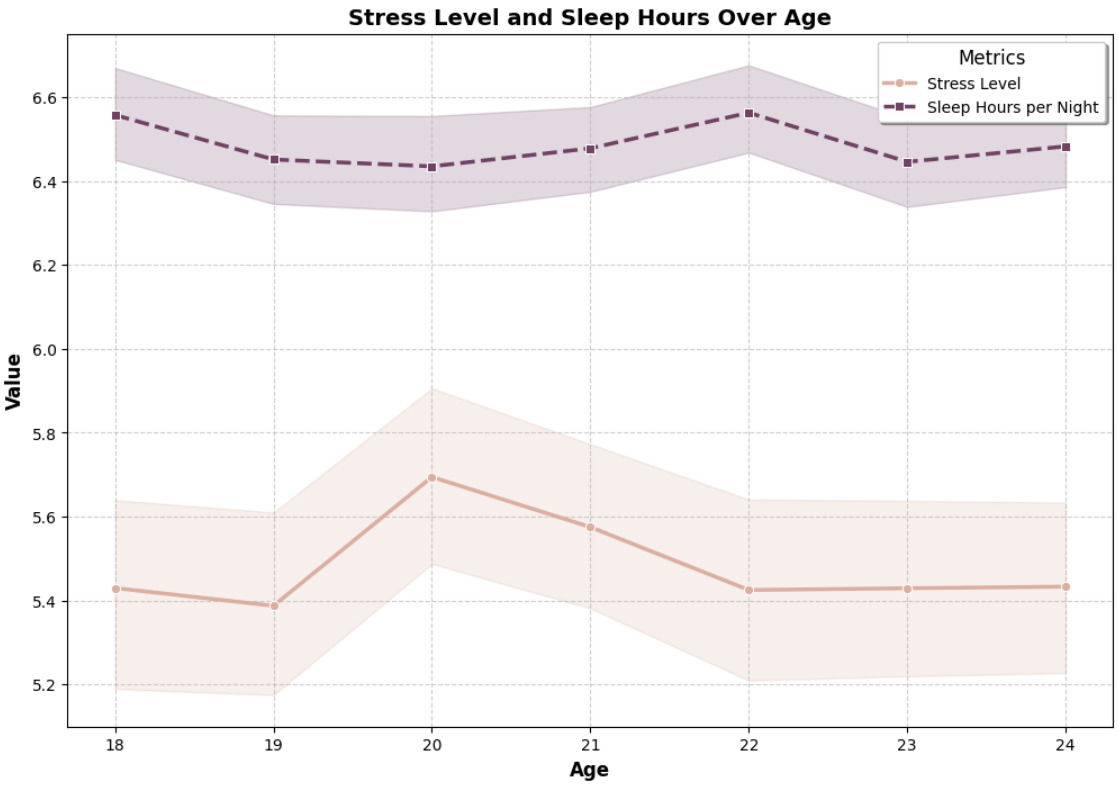 Stress Level and Sleep Hours Over Age
Metrics
Stress Level
Sleep Hours per Night
Value
6.6
6.4
6.2
6.0
5.8
5.6
5.4
5.2
18 19 20 21 22 23 24
Age